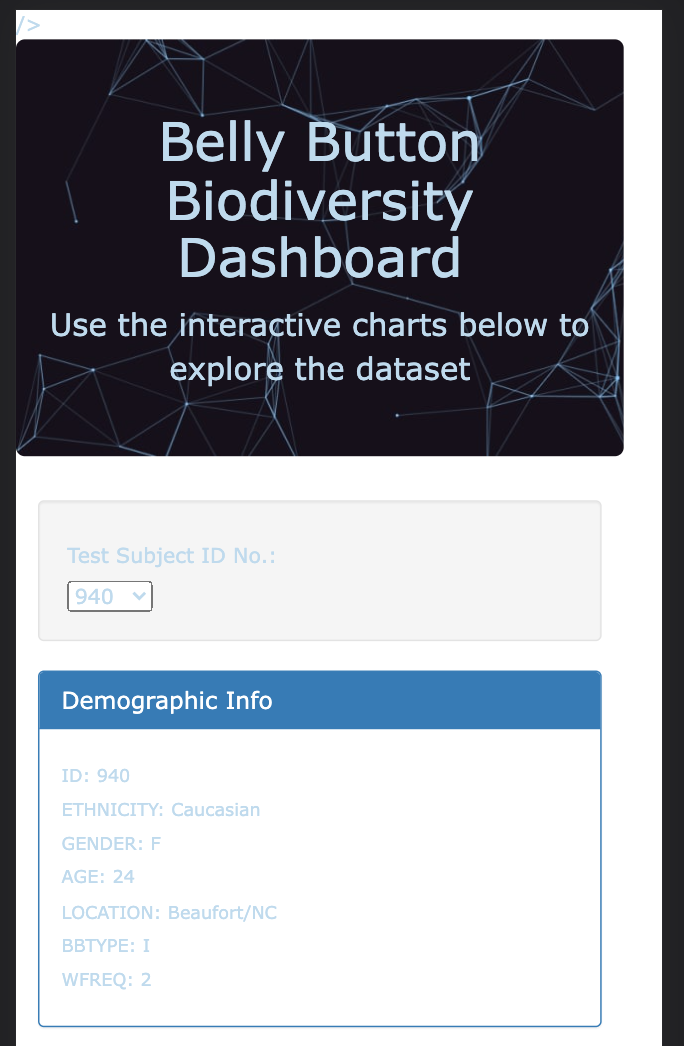 />
Belly Button
Biodiversity
Dashboard
Use the interactive charts below to
explore the dataset
Test Subject ID No.:
940
Demographic Info
ID: 940
ETHNICITY: Caucasian
GENDER: F
AGE: 24
LOCATION: Beaufort/NC
BBTYPE: I
WFREQ: 2